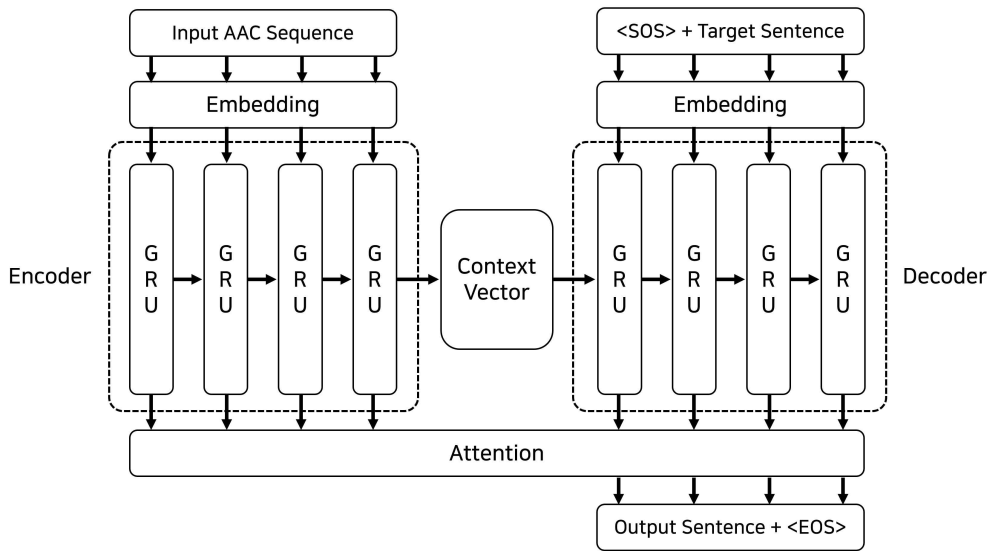 Input AAC Sequence
<SOS> + Target Sentence
Embedding
Embedding
Encoder
G
R
U
G
R
U
G
R
U
G
R
U
Context
Vector
G
R
U
G
R
U
G
R
U
G
R
U
Decoder
Attention
Output Sentence + <EOS>